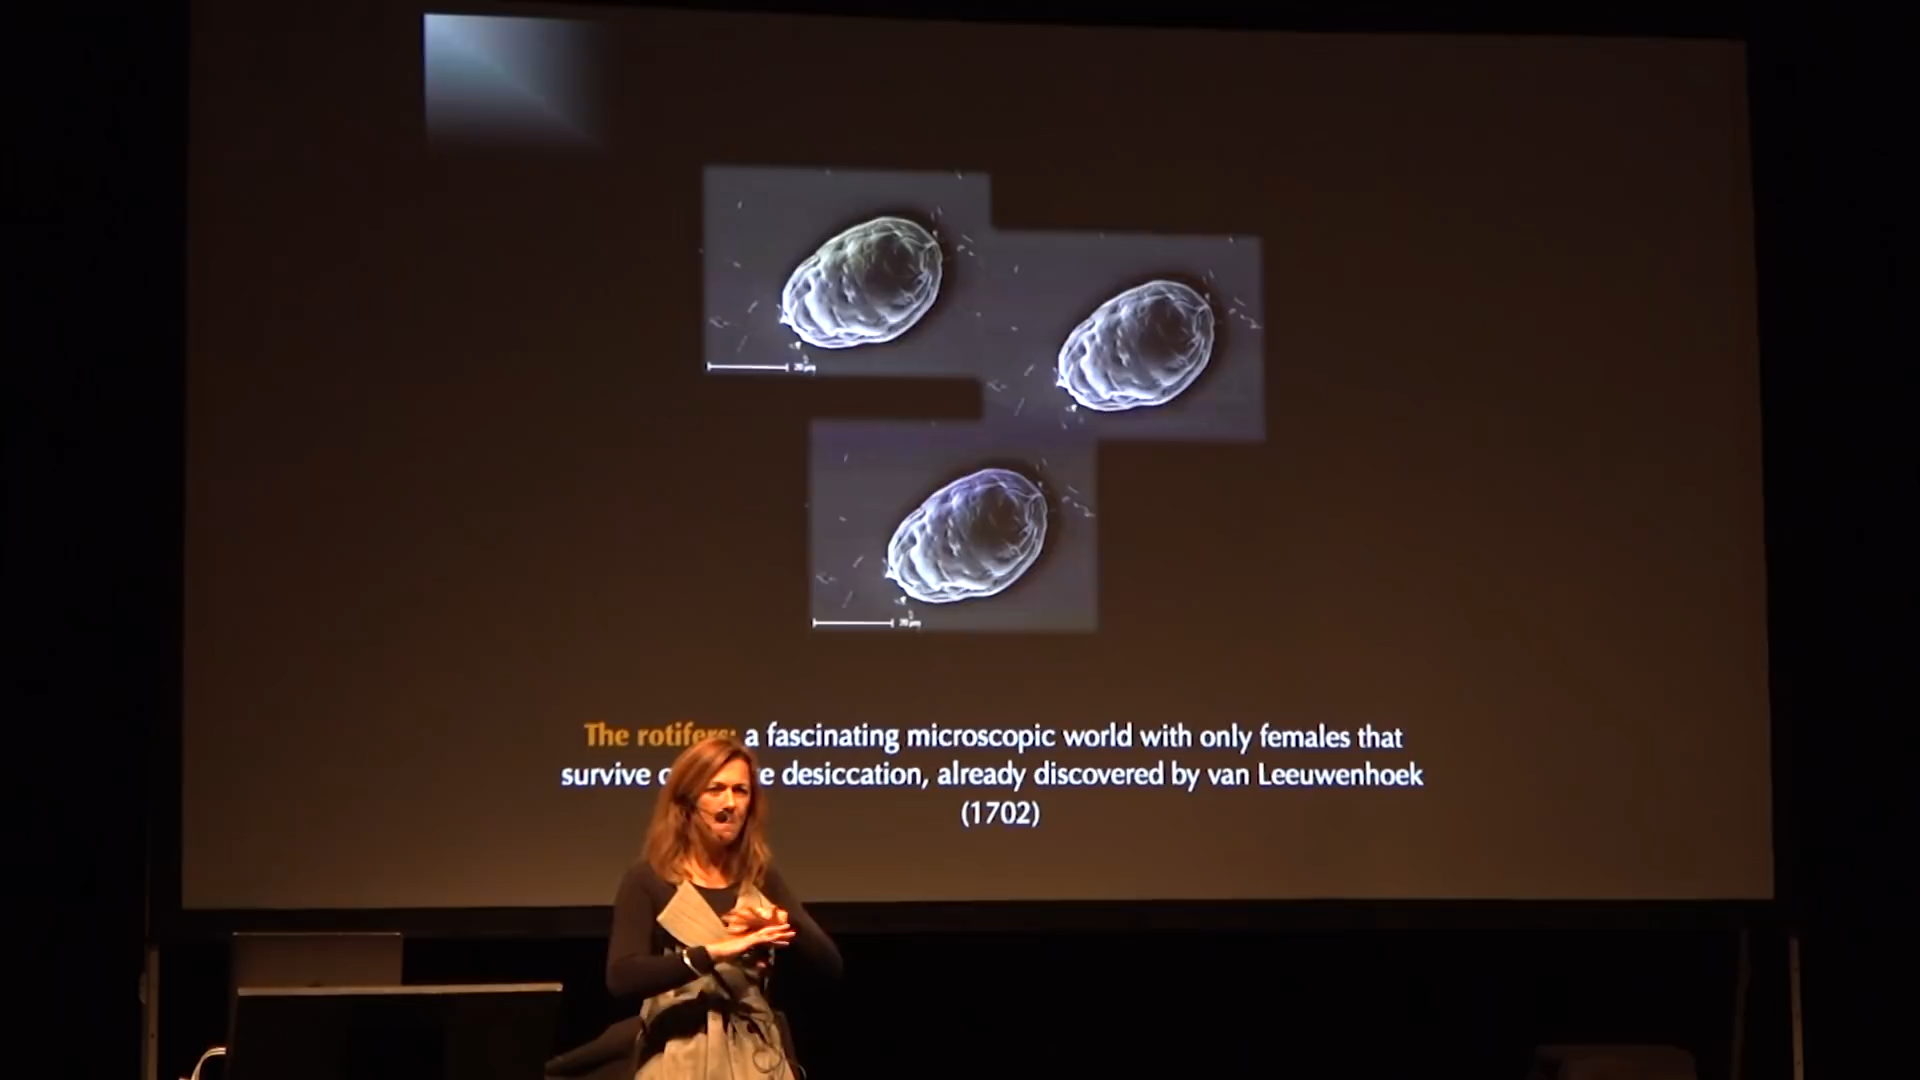 The rotifers: a fascinating microscopic world with only females that
survive desiccation, already discovered by van Leeuwenhoek
(1702)